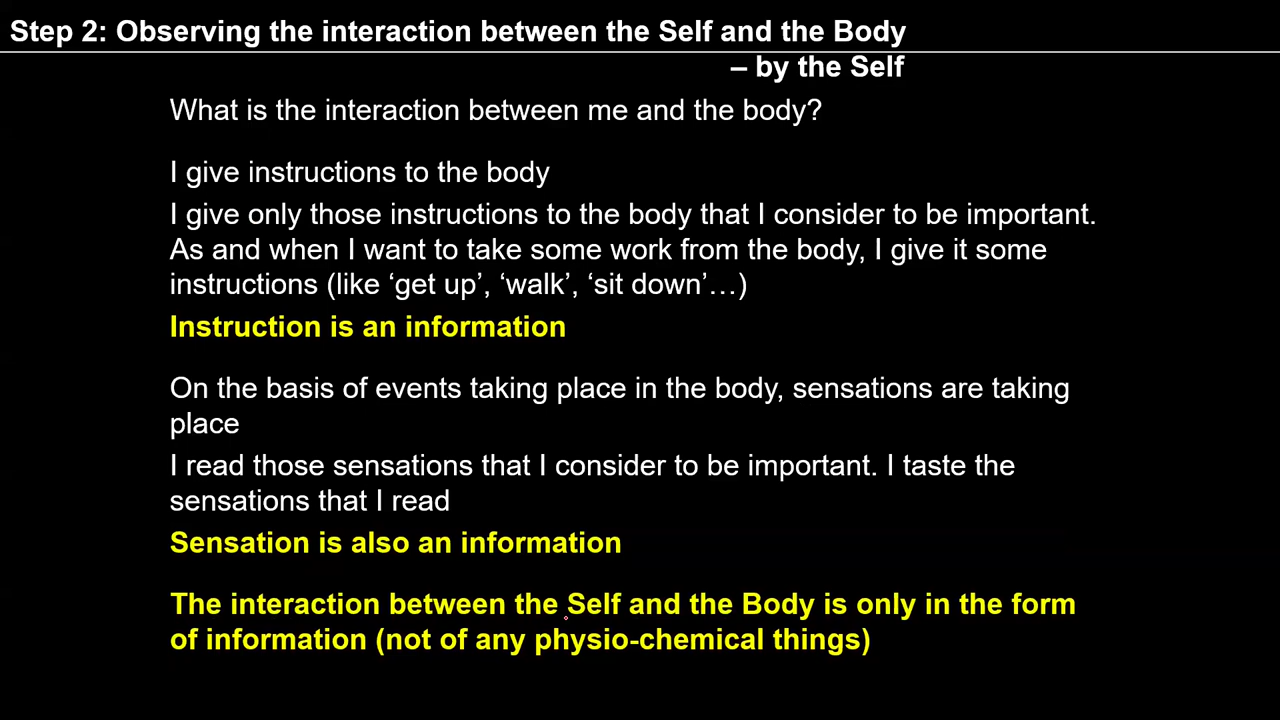 Step 2: Observing the interaction between the Self and the Body
– by the Self
What is the interaction between me and the body?
I give instructions to the body
I give only those instructions to the body that I consider to be important.
As and when I want to take some work from the body, I give it some
instructions (like ‘get up’, ‘walk’, ‘sit down’…)
Instruction is an information
On the basis of events taking place in the body, sensations are taking
place
I read those sensations that I consider to be important. I taste the
sensations that I read
Sensation is also an information
The interaction between the Self and the Body is only in the form
of information (not of any physio-chemical things)